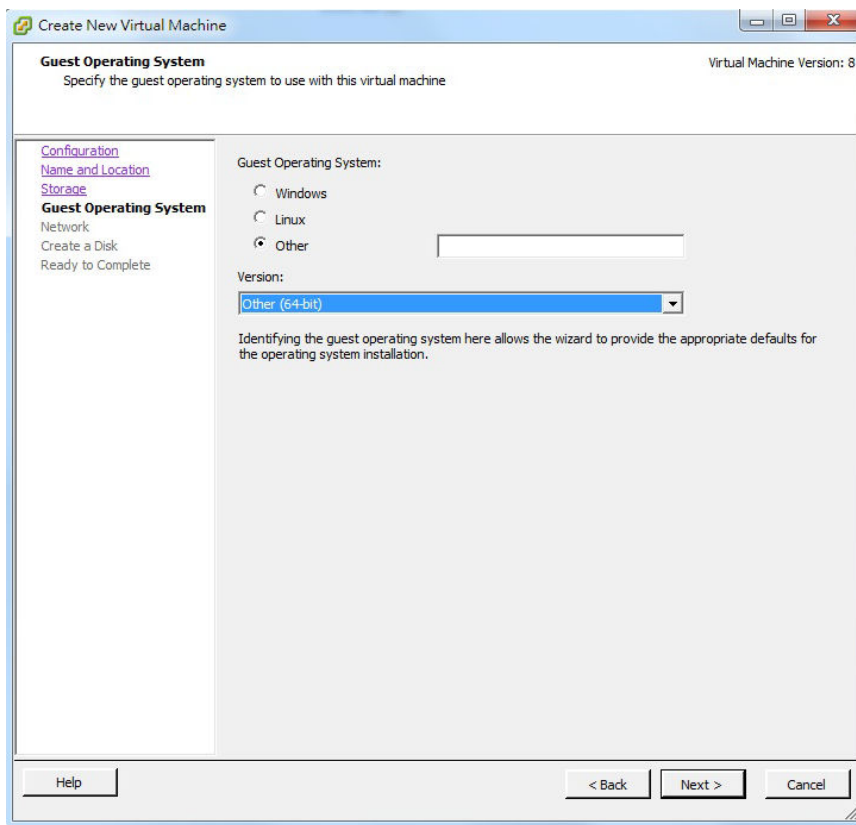 Create New Virtual Machine
Guest Operating System
Specify the guest operating system to use with this virtual machine
Virtual Machine Version: 8
Configuration
Name and Location
Storage
Guest Operating System
Network
Create a Disk
Ready to Complete
Guest Operating System:
Windows
Linux
Other
Version:
Other (64-bit)
Identifying the guest operating system here allows the wizard to provide the appropriate defaults for
the operating system installation.
Help
< Back
Next >
Cancel